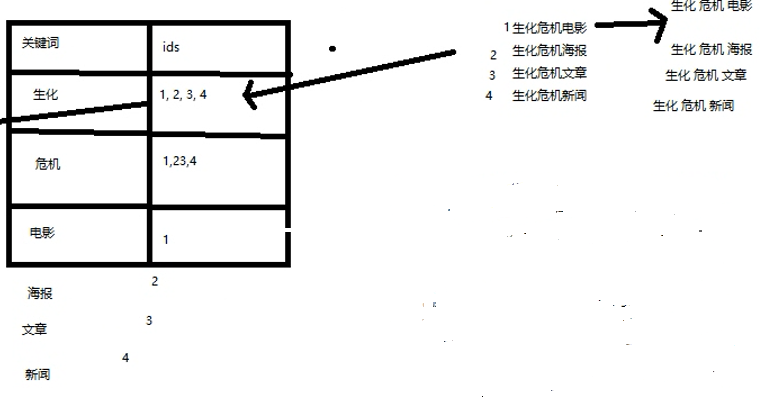 关键词 ids
生化 1, 2, 3, 4
危机 1,23,4
电影 1
海报 2
文章 3
新闻 4
1 生化危机电影
2 生化危机海报
3 生化危机文章
4 生化危机新闻
生化 危机 电影
生化 危机 海报
生化 危机 文章
生化 危机 新闻